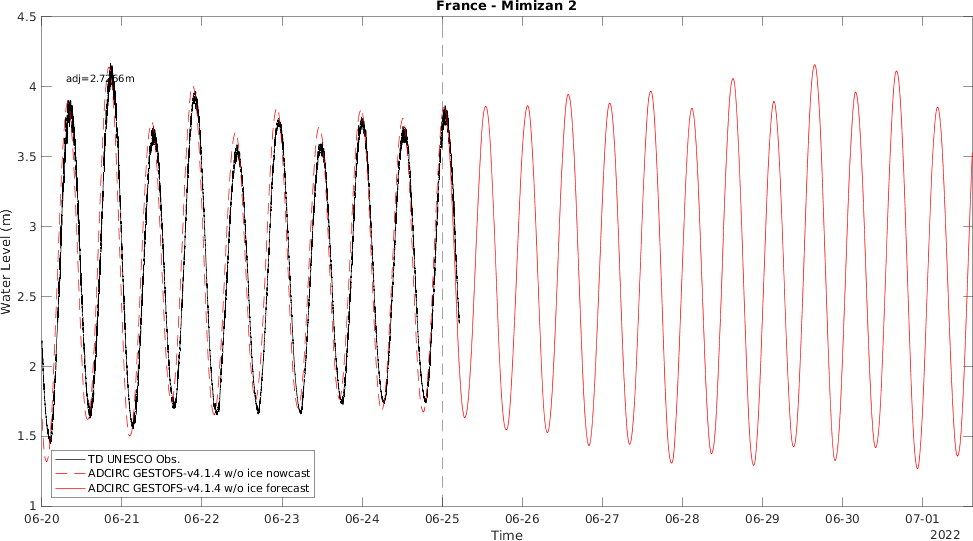 France - Mimizan 2
4.5
4
3.5
3
2.5
2
1.5
1
Water Level (m)
TD UNESCO Obs.
ADCIRC GESTOFS-v4.1.4 w/o ice nowcast
ADCIRC GESTOFS-v4.1.4 w/o ice forecast
06-20 06-21 06-22 06-23 06-24 06-25 06-26 06-27 06-28 06-29 06-30 07-01
Time
2022